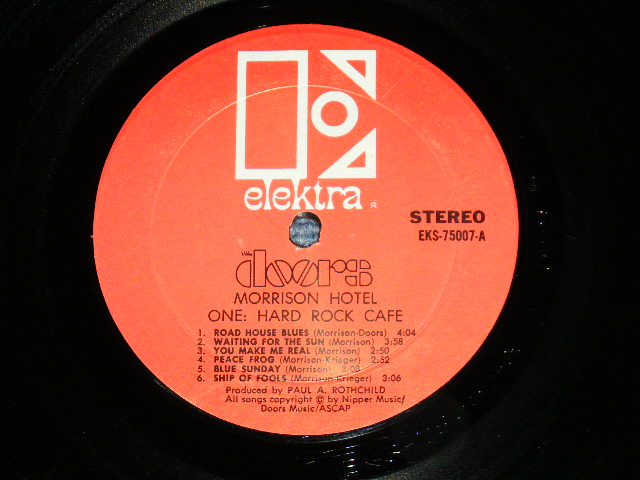 elektra ®
STEREO
EKS-75007-A
the doors
MORRISON HOTEL
ONE: HARD ROCK CAFE
1. ROAD HOUSE BLUES (Morrison-Doors) 4:04
2. WAITING FOR THE SUN (Morrison) 3:58
3. YOU MAKE ME REAL (Morrison) 2:50
4. PEACE FROG (Morrison-Krieger) 2:52
5. BLUE SUNDAY (Morrison) 2:08
6. SHIP OF FOOLS (Morrison-Krieger) 3:06
Produced by PAUL A. ROTHCHILD
All songs copyright © by Nipper Music/
Doors Music/ASCAP